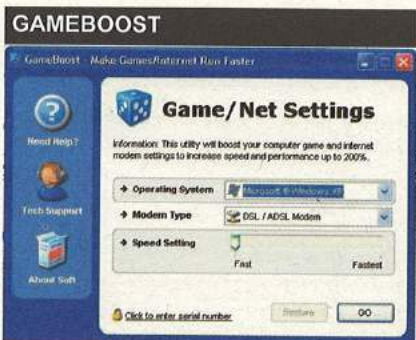 GAMEBOOST
GameBoost - Make Games/Internet Run Faster
Game/Net Settings
Need Help?
Information: This utility will boost your computer game and internet
modem settings to increase speed and performance up to 200%.
Operating System
Microsoft ® Windows XP
Tech Support
Modem Type
DSL / ADSL Modem
Speed Setting
Fast
Fastest
About Soft
Click to enter serial number
Restore
GO